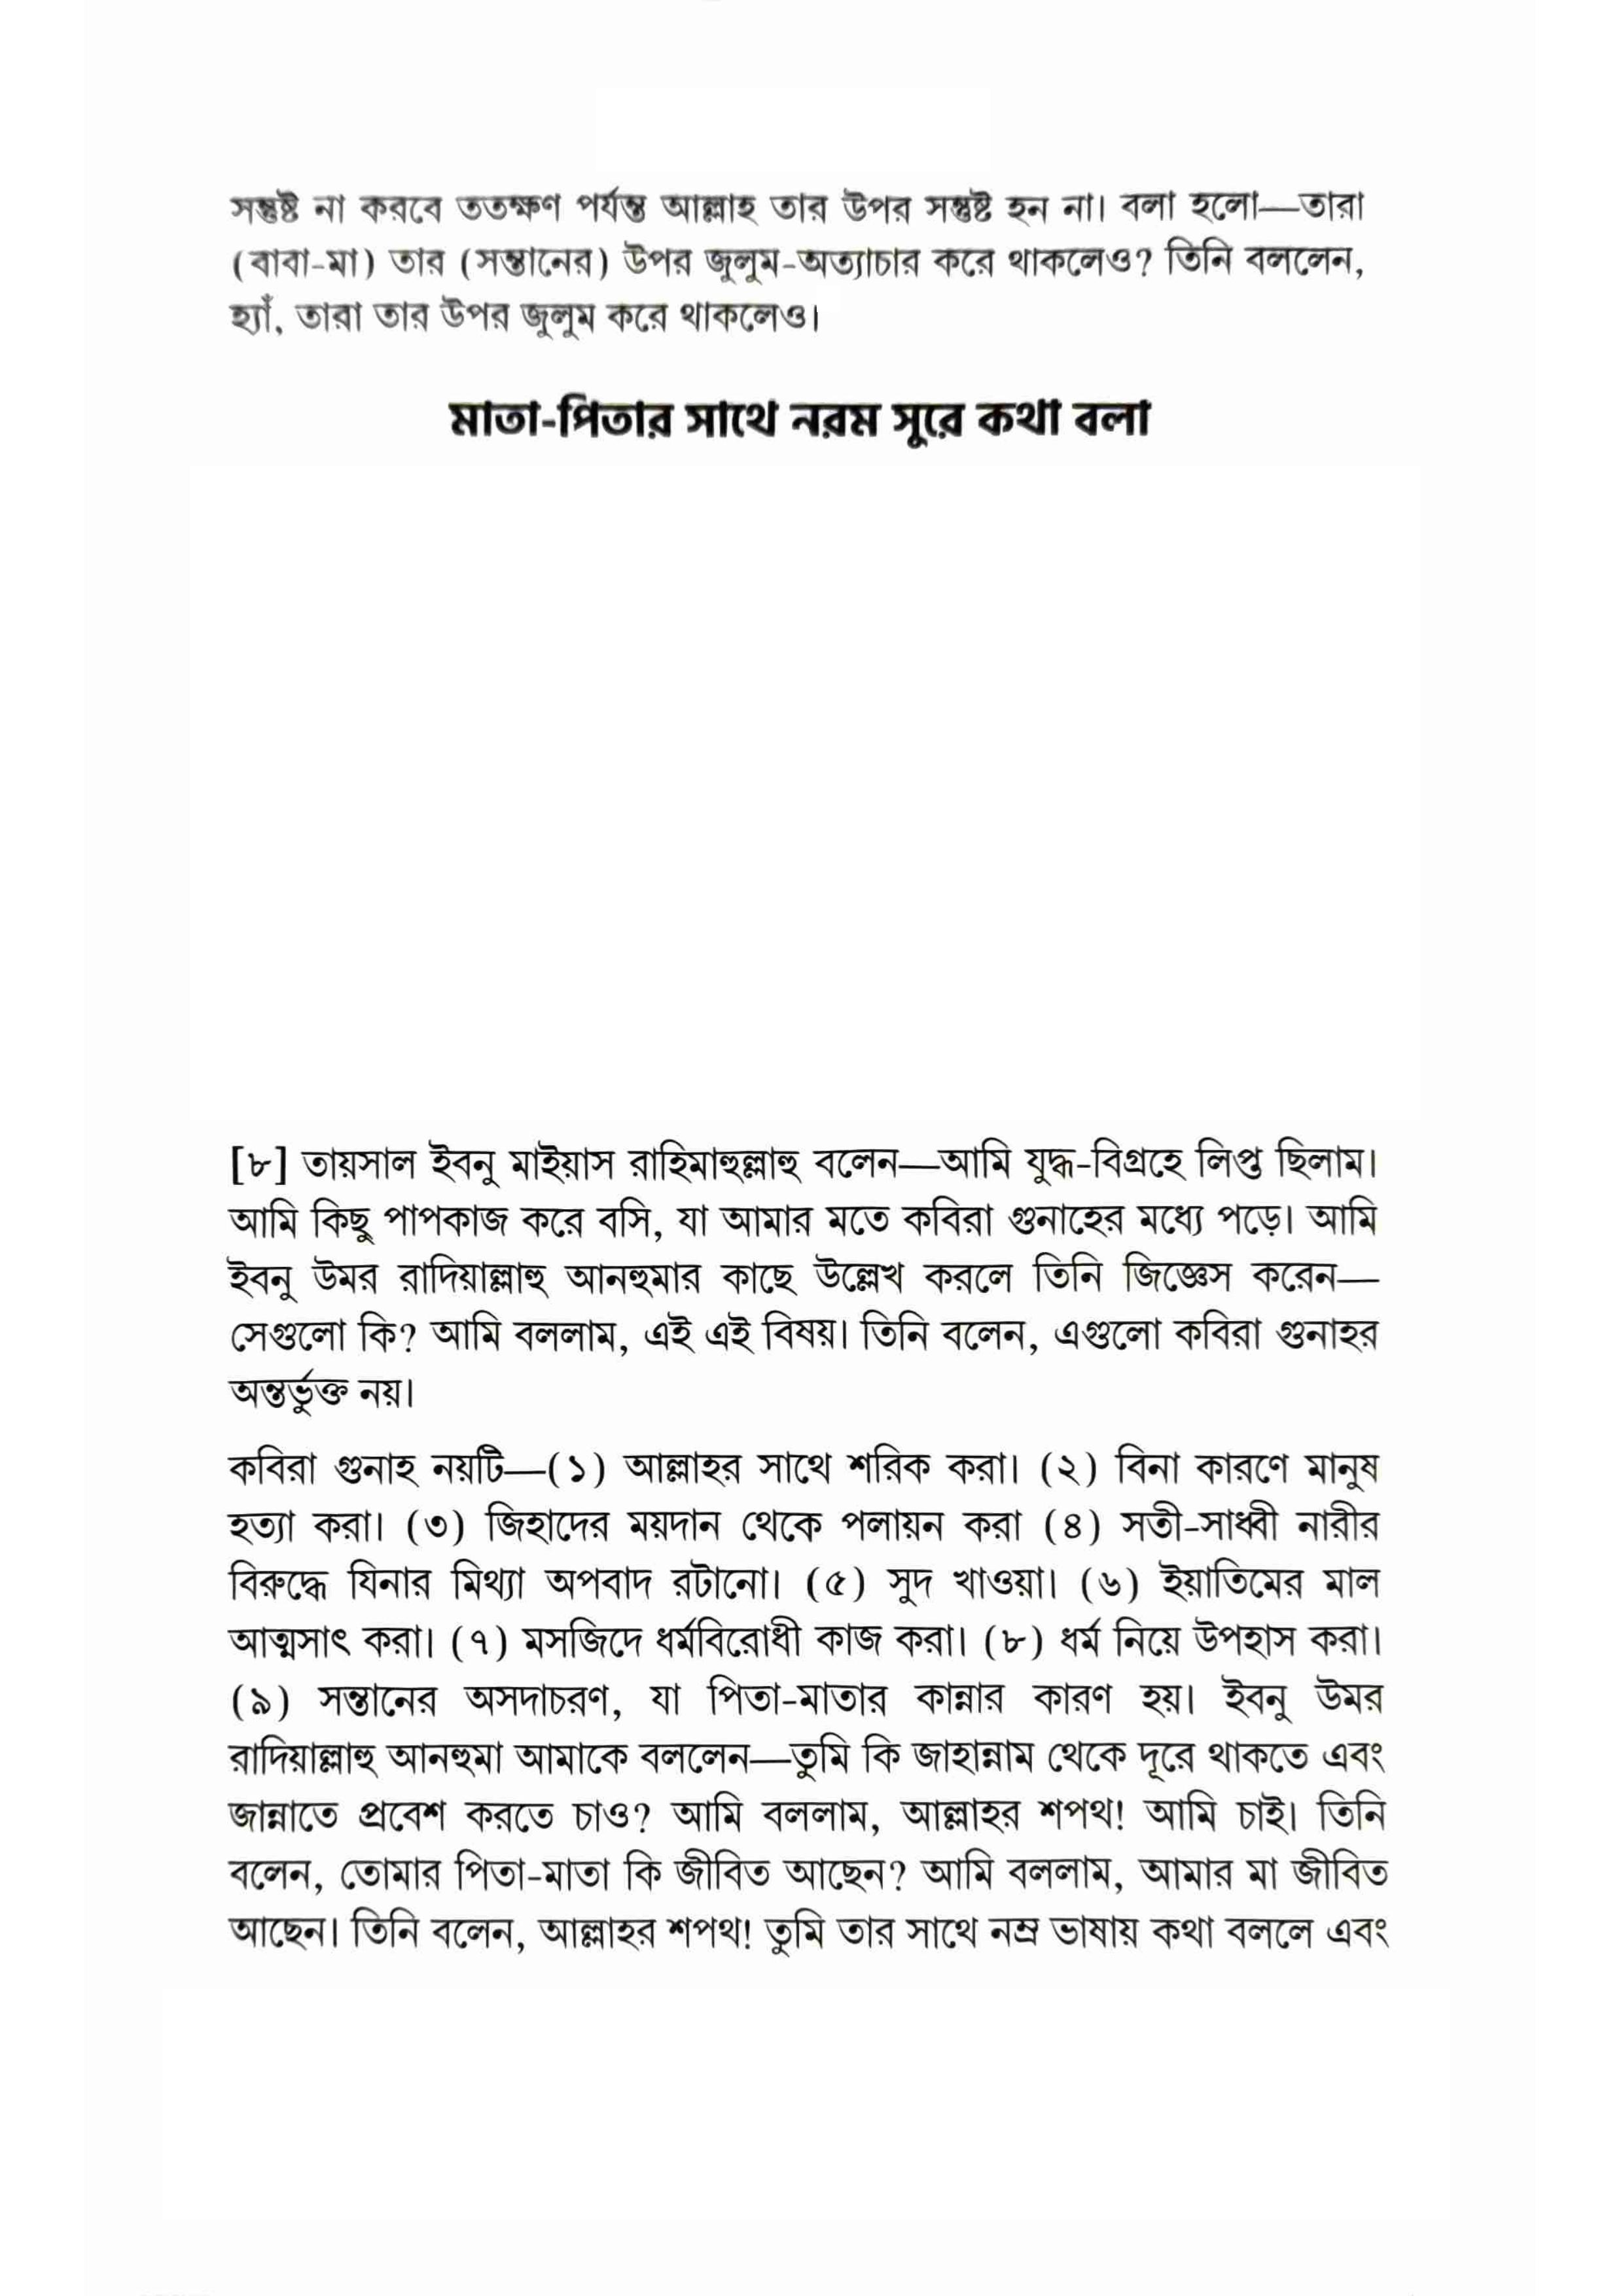 সন্তুষ্ট না করবে ততক্ষণ পর্যন্ত আল্লাহ তার উপর সন্তুষ্ট হন না। বলা হলো—তারা
(বাবা-মা) তার (সন্তানের) উপর জুলুম-অত্যাচার করে থাকলেও? তিনি বললেন,
হ্যাঁ, তারা তার উপর জুলুম করে থাকলেও।
মাতা-পিতার সাথে নরম সুরে কথা বলা
[৮] তায়সাল ইবনু মাইয়াস রাহিমাহুল্লাহু বলেন—আমি যুদ্ধ-বিগ্রহে লিপ্ত ছিলাম।
আমি কিছু পাপকাজ করে বসি, যা আমার মতে কবিরা গুনাহের মধ্যে পড়ে। আমি
ইবনু উমর রাদিয়াল্লাহু আনহুমার কাছে উল্লেখ করলে তিনি জিজ্ঞেস করেন—
সেগুলো কি? আমি বললাম, এই এই বিষয়। তিনি বলেন, এগুলো কবিরা গুনাহর
অন্তর্ভুক্ত নয়।
কবিরা গুনাহ নয়টি—(১) আল্লাহর সাথে শরিক করা। (২) বিনা কারণে মানুষ
হত্যা করা। (৩) জিহাদের ময়দান থেকে পলায়ন করা (৪) সতী-সাধ্বী নারীর
বিরুদ্ধে যিনার মিথ্যা অপবাদ রটানো। (৫) সুদ খাওয়া। (৬) ইয়াতিমের মাল
আত্মসাৎ করা। (৭) মসজিদে ধর্মবিরোধী কাজ করা। (৮) ধর্ম নিয়ে উপহাস করা।
(৯) সন্তানের অসদাচরণ, যা পিতা-মাতার কান্নার কারণ হয়। ইবনু উমর
রাদিয়াল্লাহু আনহুমা আমাকে বললেন—তুমি কি জাহান্নাম থেকে দূরে থাকতে এবং
জান্নাতে প্রবেশ করতে চাও? আমি বললাম, আল্লাহর শপথ! আমি চাই। তিনি
বলেন, তোমার পিতা-মাতা কি জীবিত আছেন? আমি বললাম, আমার মা জীবিত
আছেন। তিনি বলেন, আল্লাহর শপথ! তুমি তার সাথে নম্র ভাষায় কথা বললে এবং